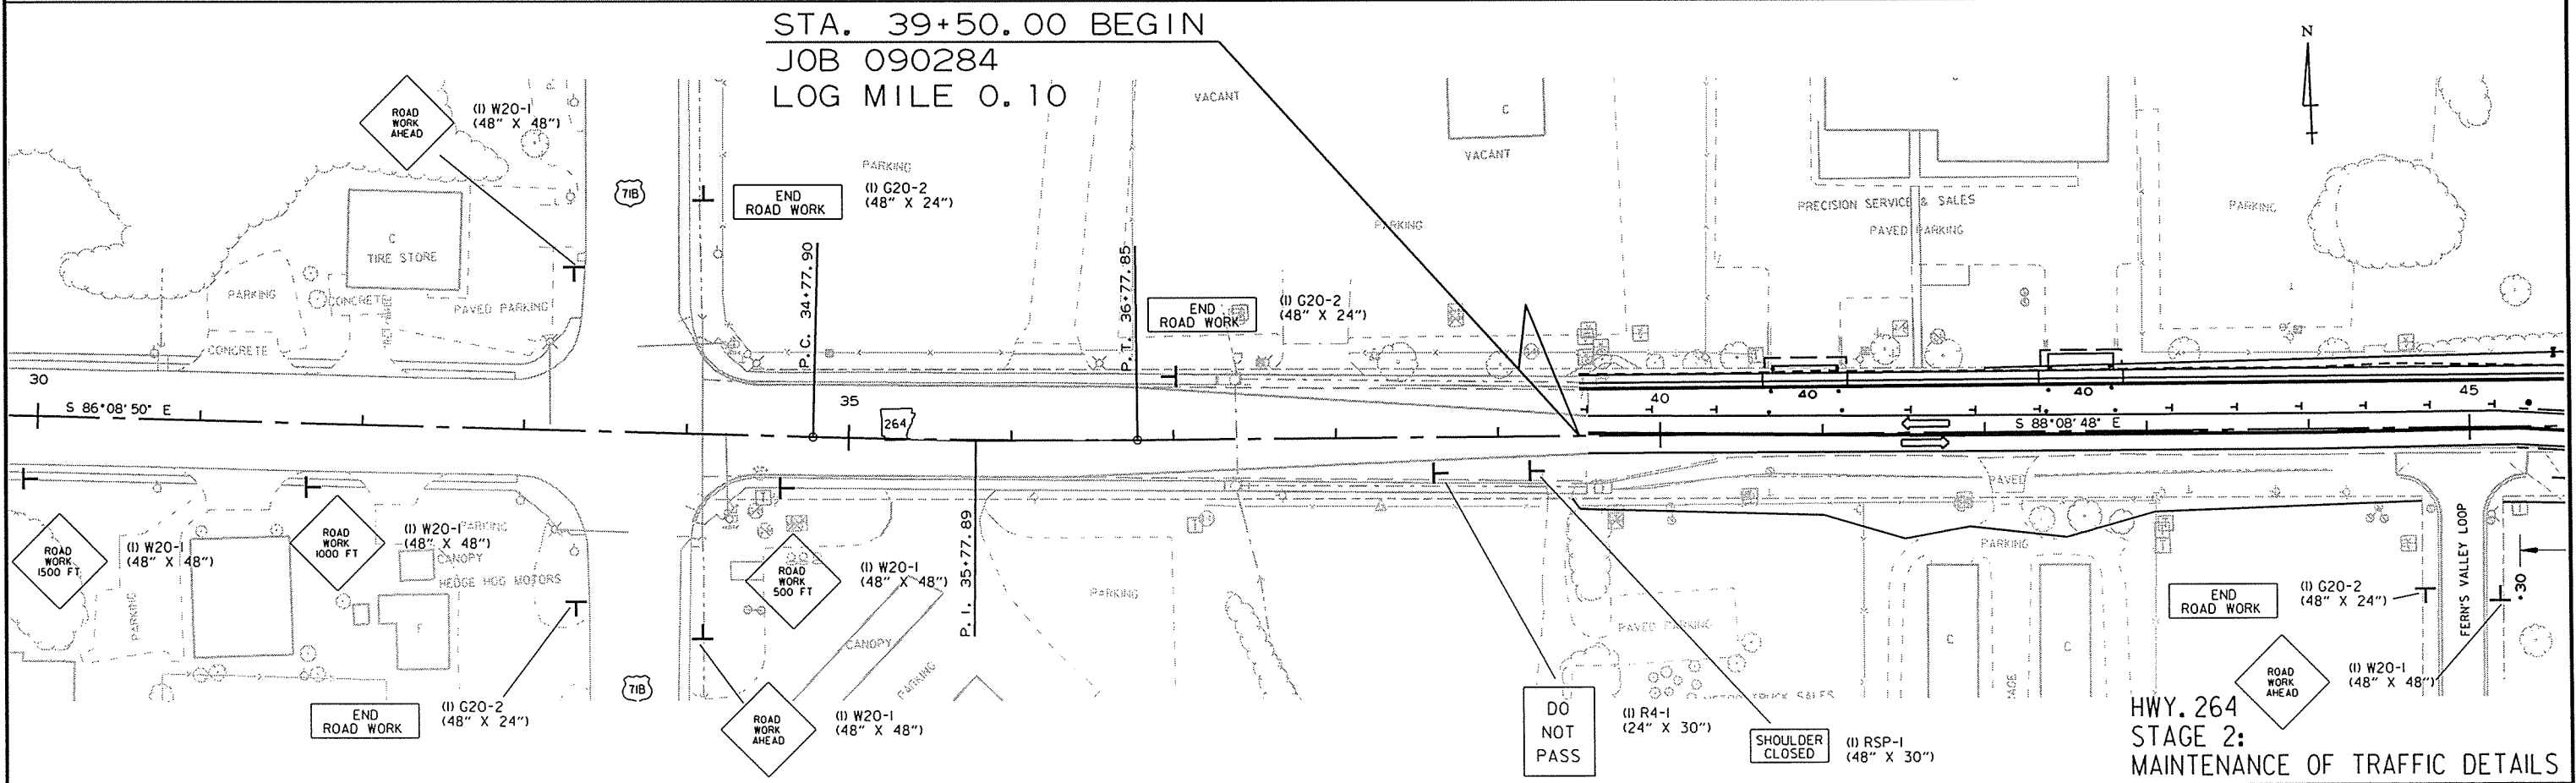 STA. 39+50.00 BEGIN
JOB 090284
LOG MILE 0.10
N
ROAD
WORK
AHEAD
(1) W20-1
(48" X 48")
71B
END
ROAD WORK
(1) G20-2
(48" X 24")
PARKING
VACANT
C
VACANT
PARKING
PRECISION SERVICE & SALES
PAVED PARKING
PARKING
C
TIRE STORE
PARKING
CONCRETE
PAVED PARKING
CONCRETE
P.C. 34+77.90
P.T. 36+77.85
END
ROAD WORK
(1) G20-2
(48" X 24")
30
35
40
40
40
45
S 86°08'50" E
264
S 88°08'48" E
PAVED
ROAD
WORK
1500 FT
(1) W20-1
(48" X 48")
ROAD
WORK
1000 FT
(1) W20-1
(48" X 48")
PARKING
CANOPY
HEDGE HOG MOTORS
PARKING
F
ROAD
WORK
500 FT
(1) W20-1
(48" X 48")
P.I. 35+77.89
PARKING
CANOPY
PARKING
PARKING
PAVED PARKING
C
C
END
ROAD WORK
(1) G20-2
(48" X 24")
FERN'S VALLEY LOOP
30
ROAD
WORK
AHEAD
(1) W20-1
(48" X 48")
71B
END
ROAD WORK
(1) G20-2
(48" X 24")
ROAD
WORK
AHEAD
(1) W20-1
(48" X 48")
DO
NOT
PASS
(1) R4-1
(24" X 30")
TRUCK SALES
SHOULDER
CLOSED
(1) RSP-1
(48" X 30")
HWY. 264
STAGE 2:
MAINTENANCE OF TRAFFIC DETAILS